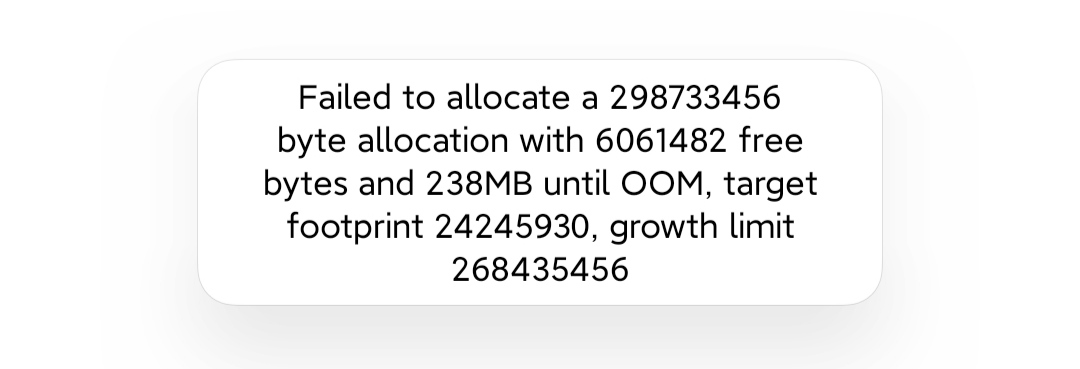 Failed to allocate a 298733456
byte allocation with 6061482 free
bytes and 238MB until OOM, target
footprint 24245930, growth limit
268435456